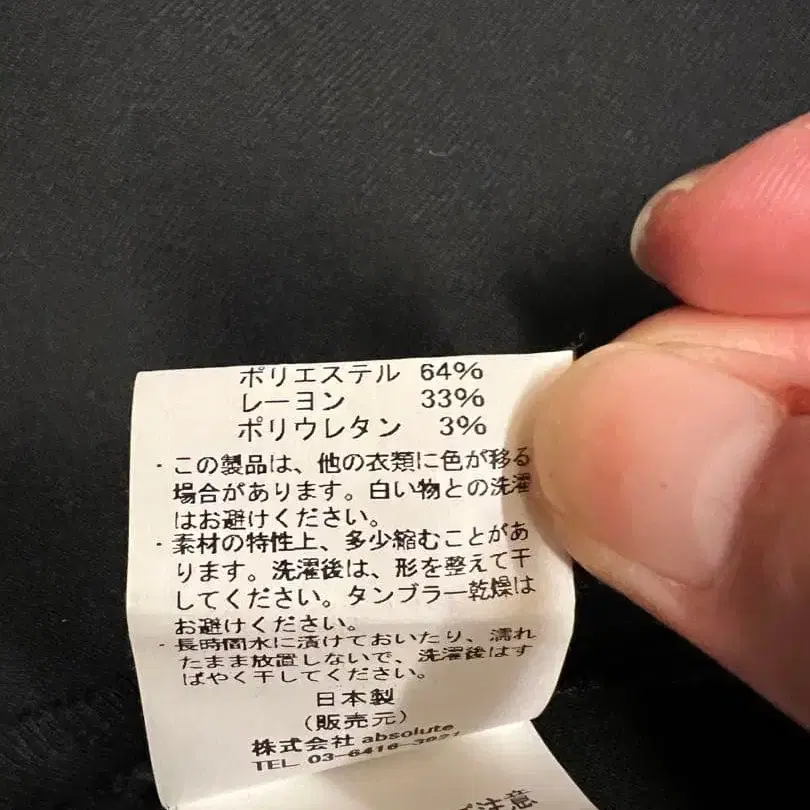 ポリエステル 64%
レーヨン 33%
ポリウレタン 3%
・この製品は、他の衣類に色が移る
場合があります。白い物との洗濯
はお避けください。
・素材の特性上、多少縮むことがあ
ります。洗濯後は、形を整えて干
してください。タンブラー乾燥は
お避けください。
・長時間水に漬けておいたり、濡れ
たまま放置しないで、洗濯後はす
ばやく干してください。
日本製
（販売元）
株式会社 absolute
TEL 03-6416-3021
ご注意